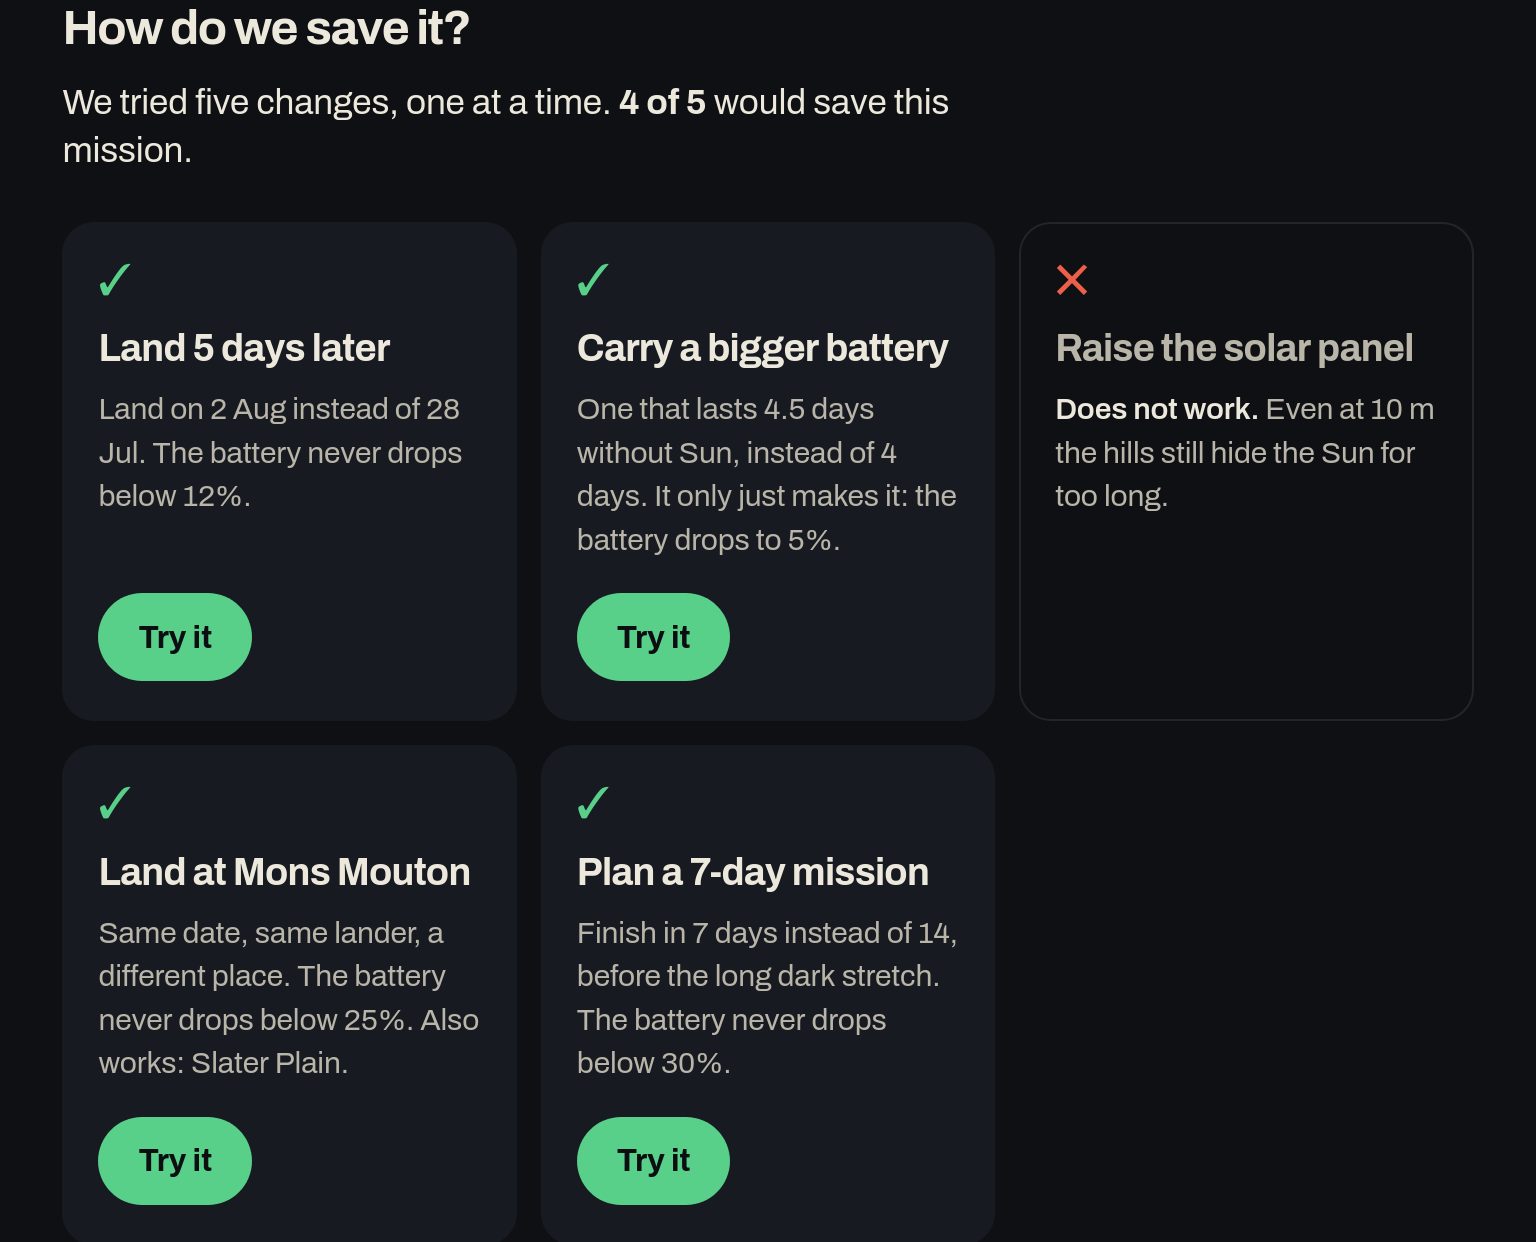 How do we save it?
We tried five changes, one at a time. 4 of 5 would save this
mission.
✓
Land 5 days later
Land on 2 Aug instead of 28
Jul. The battery never drops
below 12%.
Try it
✓
Carry a bigger battery
One that lasts 4.5 days
without Sun, instead of 4
days. It only just makes it: the
battery drops to 5%.
Try it
✕
Raise the solar panel
Does not work. Even at 10 m
the hills still hide the Sun for
too long.
✓
Land at Mons Mouton
Same date, same lander, a
different place. The battery
never drops below 25%. Also
works: Slater Plain.
Try it
✓
Plan a 7-day mission
Finish in 7 days instead of 14,
before the long dark stretch.
The battery never drops
below 30%.
Try it